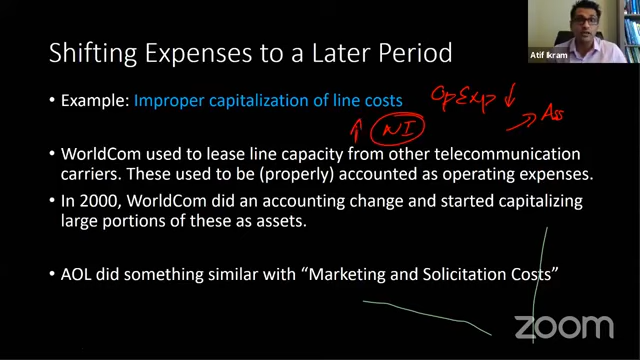 Shifting Expenses to a Later Period
Atif Ikram
• Example: Improper capitalization of line costs
OpExp ↓
↑ NI
→ Ass
• WorldCom used to lease line capacity from other telecommunication
carriers. These used to be (properly) accounted as operating expenses.
• In 2000, WorldCom did an accounting change and started capitalizing
large portions of these as assets.
• AOL did something similar with “Marketing and Solicitation Costs”
zoom